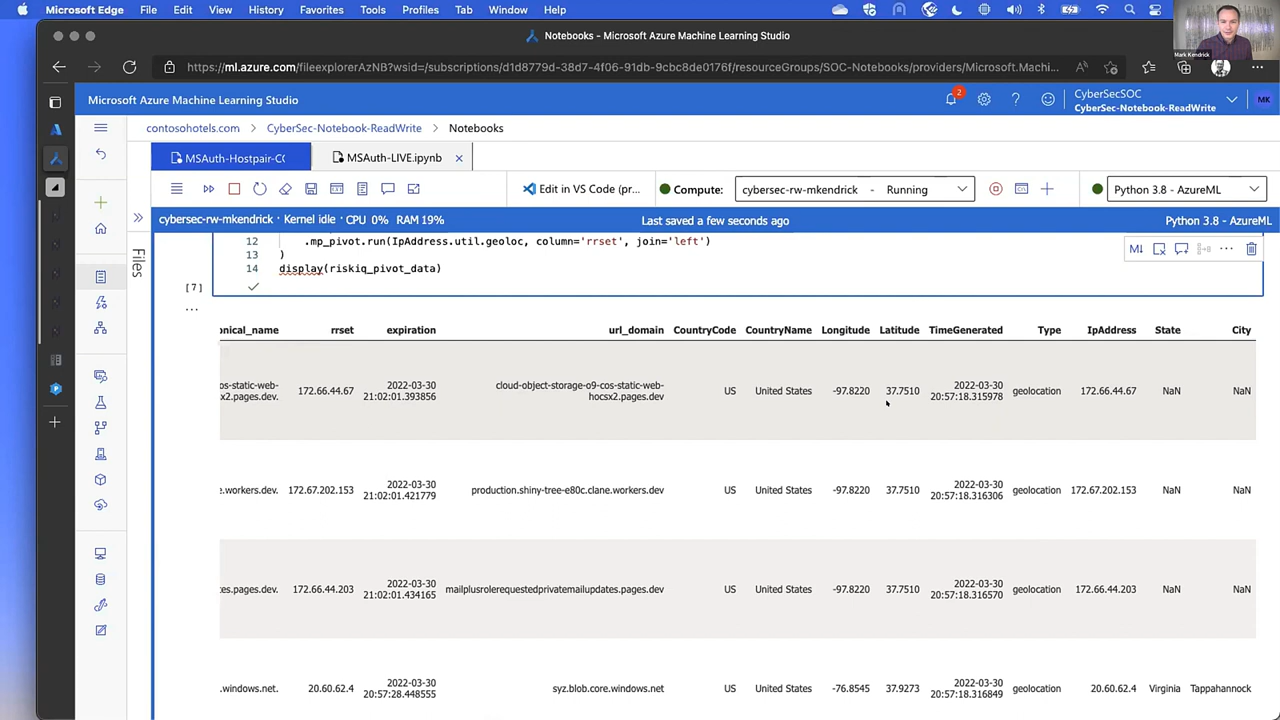 Microsoft Edge File Edit View History Favorites Tools Profiles Tab Window Help
Mark Kendrick
Notebooks - Microsoft Azure Machine Learning Studio
https://ml.azure.com/fileexplorerAzNB?wsid=/subscriptions/d1d8779d-38d7-4f06-91db-9cbc8de0176f/resourceGroups/SOC-Notebooks/providers/Microsoft.Machi...
Microsoft Azure Machine Learning Studio
2
CyberSecSOC
CyberSec-Notebook-ReadWrite
MK
contosohotels.com > CyberSec-Notebook-ReadWrite > Notebooks
MSAuth-Hostpair-CC
MSAuth-LIVE.ipynb
Edit in VS Code (pr...
Compute:
cybersec-rw-mkendrick - Running
Python 3.8 - AzureML
cybersec-rw-mkendrick · Kernel idle · CPU 0% · RAM 19%
Last saved a few seconds ago
Python 3.8 - AzureML
Files
12 .mp_pivot.run(IpAddress.util.geoloc, column='rrset', join='left')
13 )
14 display(riskiq_pivot_data)
[7]
...
onical_name rrset expiration url_domain CountryCode CountryName Longitude Latitude TimeGenerated Type IpAddress State City
os-static-web-
x2.pages.dev.
172.66.44.67
2022-03-30
21:02:01.393856
cloud-object-storage-o9-cos-static-web-
hocsx2.pages.dev
US United States -97.8220 37.7510
2022-03-30
20:57:18.315978
geolocation 172.66.44.67 NaN NaN
e.workers.dev. 172.67.202.153
2022-03-30
21:02:01.421779
production.shiny-tree-e80c.clane.workers.dev US United States -97.8220 37.7510
2022-03-30
20:57:18.316306
geolocation 172.67.202.153 NaN NaN
tes.pages.dev. 172.66.44.203
2022-03-30
21:02:01.434165
mailplusrolerequestedprivatemailupdates.pages.dev US United States -97.8220 37.7510
2022-03-30
20:57:18.316570
geolocation 172.66.44.203 NaN NaN
.windows.net. 20.60.62.4
2022-03-30
20:57:28.448555
syz.blob.core.windows.net US United States -76.8545 37.9273
2022-03-30
20:57:18.316849
geolocation 20.60.62.4 Virginia Tappahannock